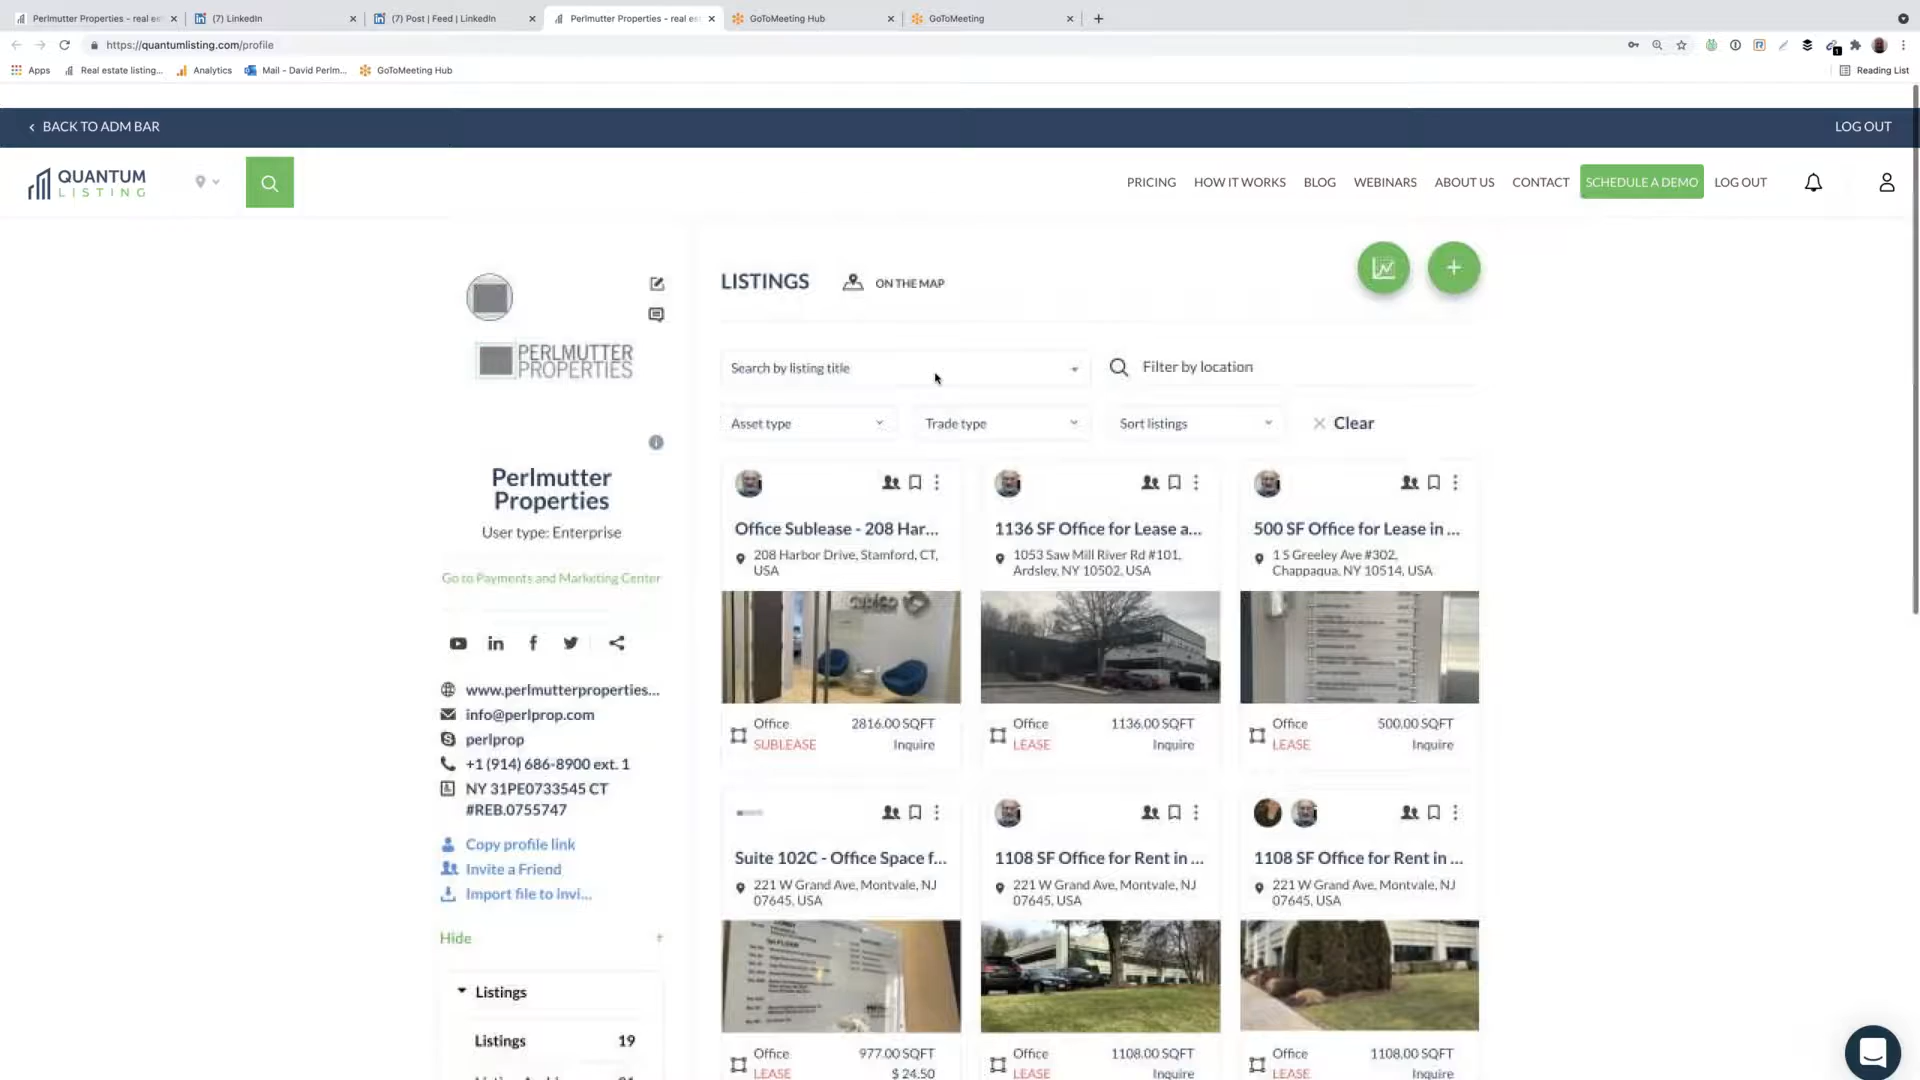 Perlmutter Properties - real es
(7) LinkedIn
(7) Post | Feed | LinkedIn
Perlmutter Properties - real es
GoToMeeting Hub
GoToMeeting
https://quantumlisting.com/profile
Apps
Real estate listing...
Analytics
Mail - David Perlm...
GoToMeeting Hub
Reading List
BACK TO ADM BAR
LOG OUT
QUANTUM
LISTING
PRICING
HOW IT WORKS
BLOG
WEBINARS
ABOUT US
CONTACT
SCHEDULE A DEMO
LOG OUT
PERLMUTTER
PROPERTIES
Perlmutter
Properties
User type: Enterprise
Go to Payments and Marketing Center
www.perlmutterproperties...
info@perlprop.com
perlprop
+1 (914) 686-8900 ext. 1
NY 31PE0733545 CT
#REB.0755747
Copy profile link
Invite a Friend
Import file to invi...
Hide
Listings
Listings 19
LISTINGS
ON THE MAP
Search by listing title
Filter by location
Asset type
Trade type
Sort listings
Clear
Office Sublease - 208 Har...
208 Harbor Drive, Stamford, CT,
USA
cubico
Office 2816.00 SQFT
SUBLEASE Inquire
1136 SF Office for Lease a...
1053 Saw Mill River Rd #101,
Ardsley, NY 10502, USA
Office 1136.00 SQFT
LEASE Inquire
500 SF Office for Lease in ...
1 S Greeley Ave #302,
Chappaqua, NY 10514, USA
Office 500.00 SQFT
LEASE Inquire
Suite 102C - Office Space f...
221 W Grand Ave, Montvale, NJ
07645, USA
Office 977.00 SQFT
LEASE $ 24.50
1108 SF Office for Rent in ...
221 W Grand Ave, Montvale, NJ
07645, USA
Office 1108.00 SQFT
LEASE Inquire
1108 SF Office for Rent in ...
221 W Grand Ave, Montvale, NJ
07645, USA
Office 1108.00 SQFT
LEASE Inquire